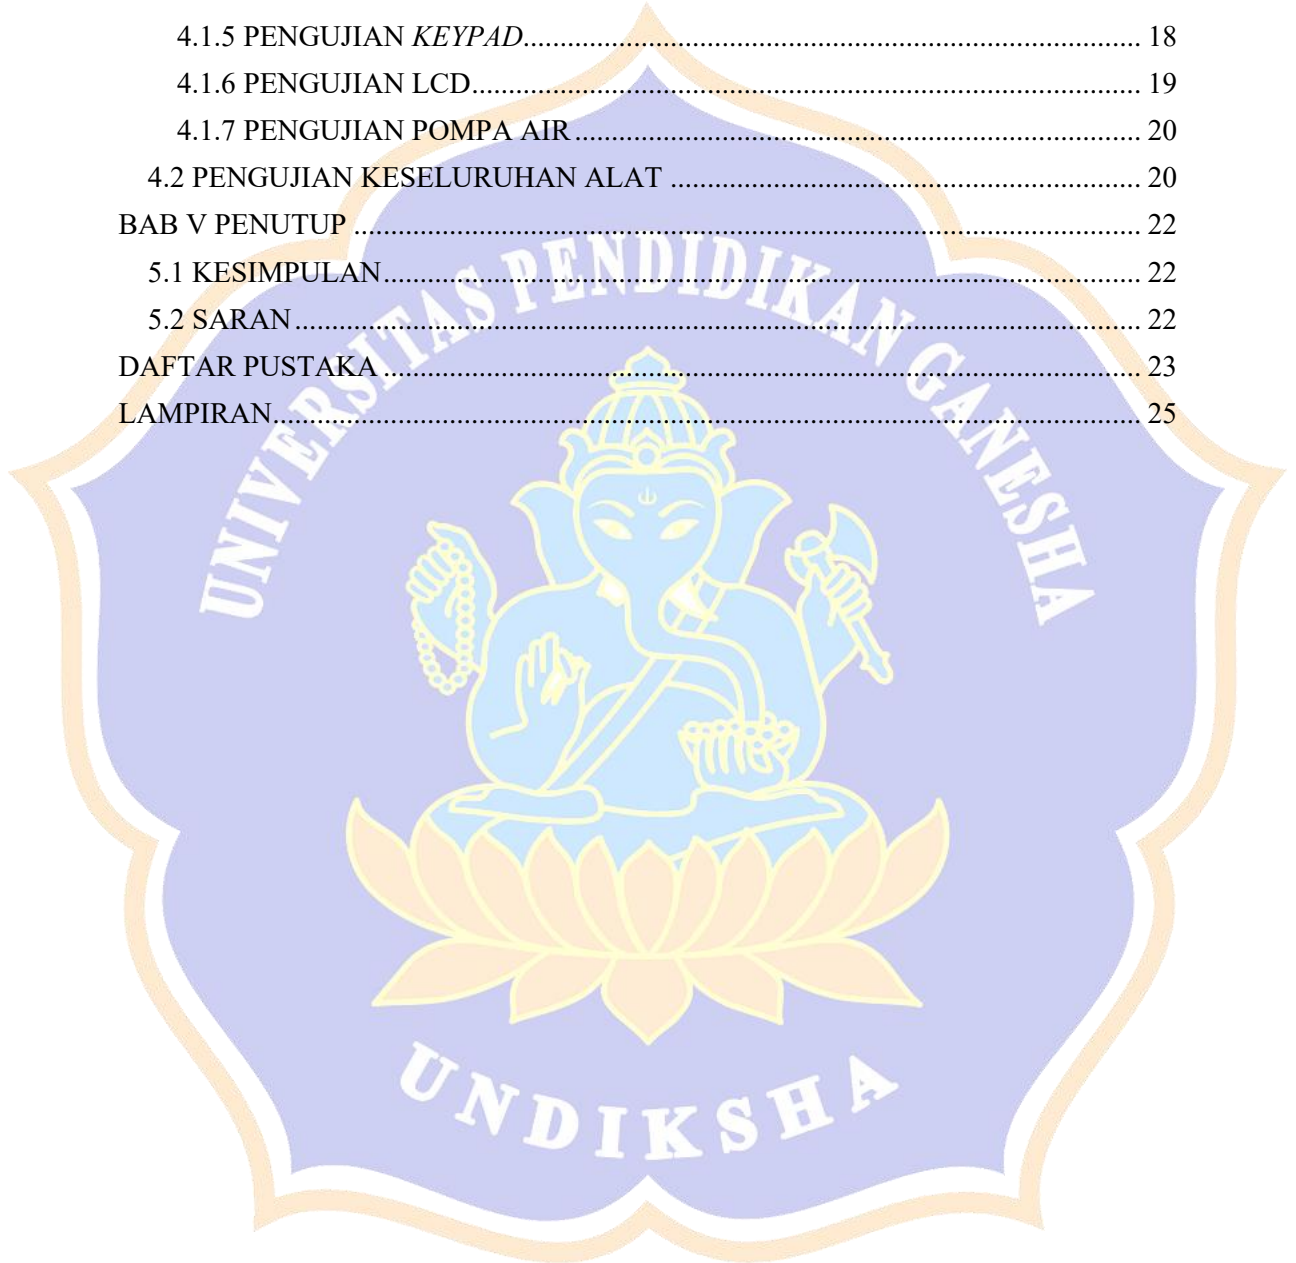 4.1.5 PENGUJIAN KEYPAD.................................................................................... 18
4.1.6 PENGUJIAN LCD........................................................................................... 19
4.1.7 PENGUJIAN POMPA AIR ............................................................................. 20
4.2 PENGUJIAN KESELURUHAN ALAT ................................................................ 20
BAB V PENUTUP ........................................................................................................... 22
5.1 KESIMPULAN....................................................................................................... 22
5.2 SARAN................................................................................................................... 22
DAFTAR PUSTAKA ....................................................................................................... 23
LAMPIRAN...................................................................................................................... 25
UNIVERSITAS PENDIDIKAN GANESHA
UNDIKSHA